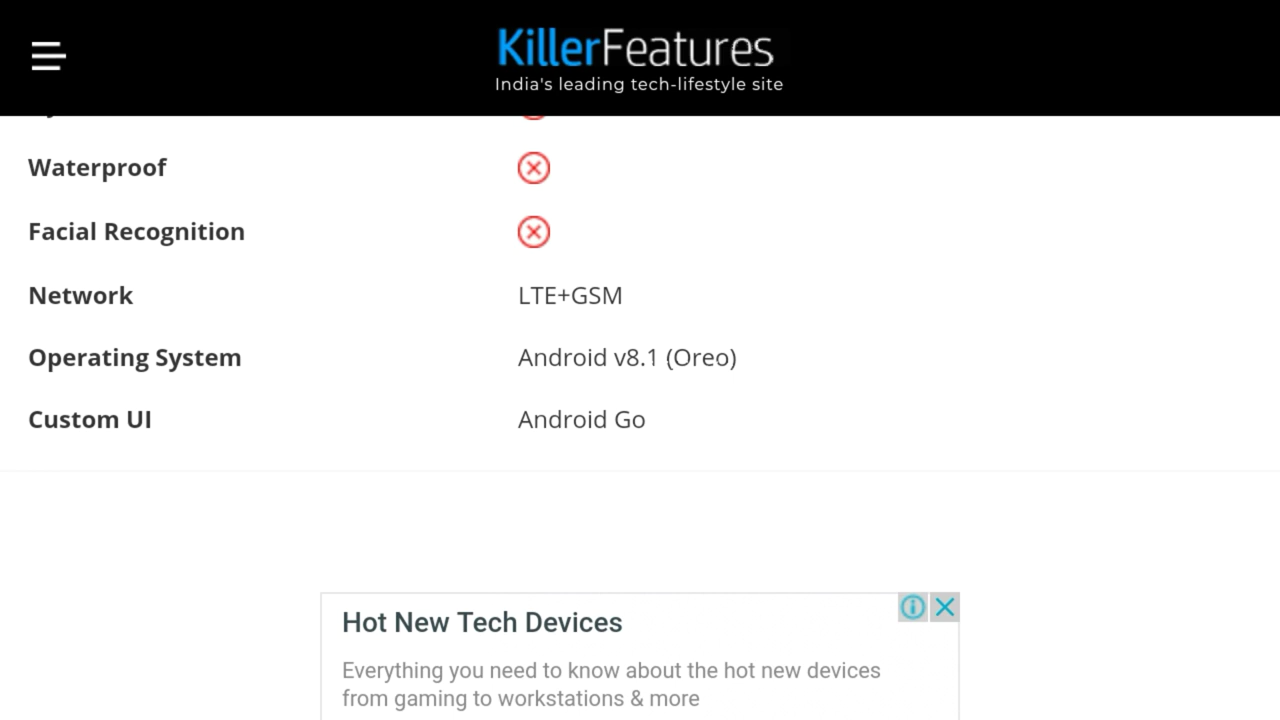 KillerFeatures
India's leading tech-lifestyle site
Waterproof
Facial Recognition
Network LTE+GSM
Operating System Android v8.1 (Oreo)
Custom UI Android Go
Hot New Tech Devices
Everything you need to know about the hot new devices
from gaming to workstations & more